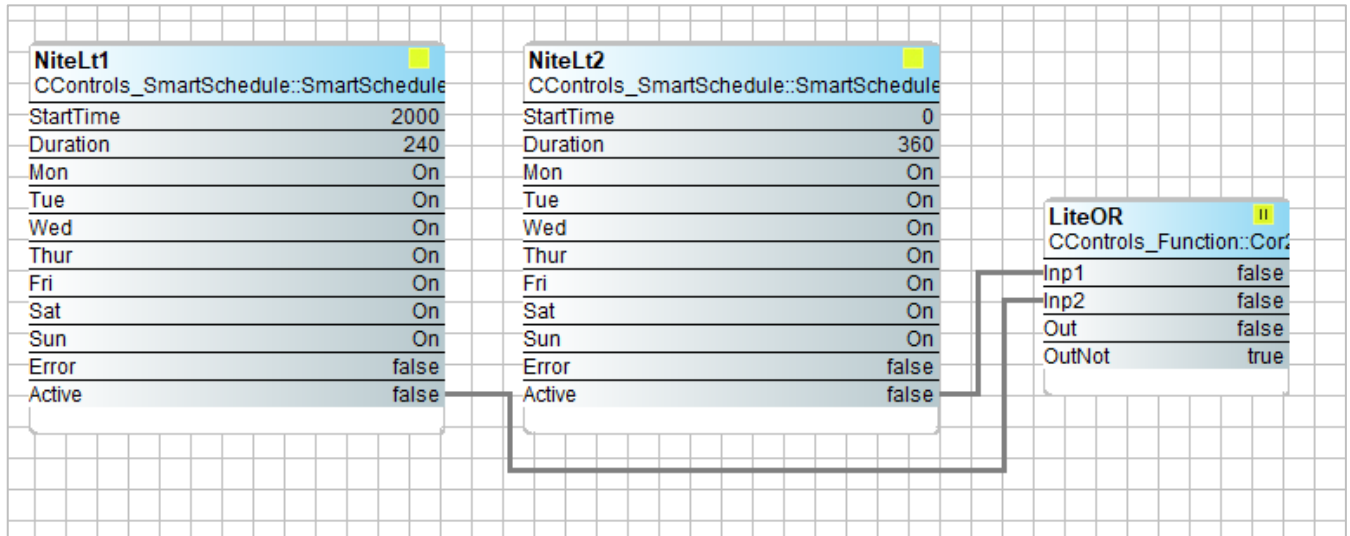 NiteLt1
CControls_SmartSchedule::SmartSchedule
StartTime 2000
Duration 240
Mon On
Tue On
Wed On
Thur On
Fri On
Sat On
Sun On
Error false
Active false
NiteLt2
CControls_SmartSchedule::SmartSchedule
StartTime 0
Duration 360
Mon On
Tue On
Wed On
Thur On
Fri On
Sat On
Sun On
Error false
Active false
LiteOR
CControls_Function::Cor2
Inp1 false
Inp2 false
Out false
OutNot true